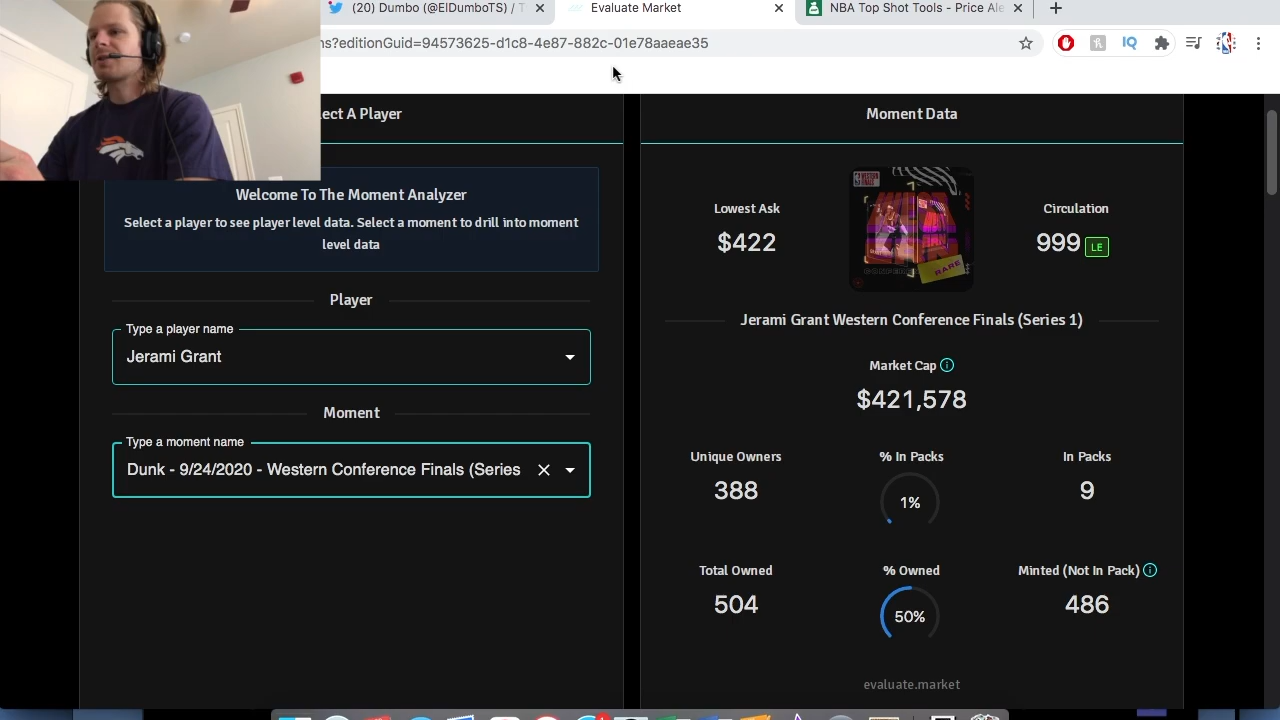 (20) Dumbo (@ElDumboTS) / T
Evaluate Market
NBA Top Shot Tools - Price Ale
ns?editionGuid=94573625-d1c8-4e87-882c-01e78aaeae35
ect A Player
Moment Data
Welcome To The Moment Analyzer
Select a player to see player level data. Select a moment to drill into moment
level data
Player
Type a player name
Jerami Grant
Moment
Type a moment name
Dunk - 9/24/2020 - Western Conference Finals (Series
Lowest Ask
$422
RARE
Circulation
999 LE
Jerami Grant Western Conference Finals (Series 1)
Market Cap
$421,578
Unique Owners
388
% In Packs
1%
In Packs
9
Total Owned
504
% Owned
50%
Minted (Not In Pack)
486
evaluate.market